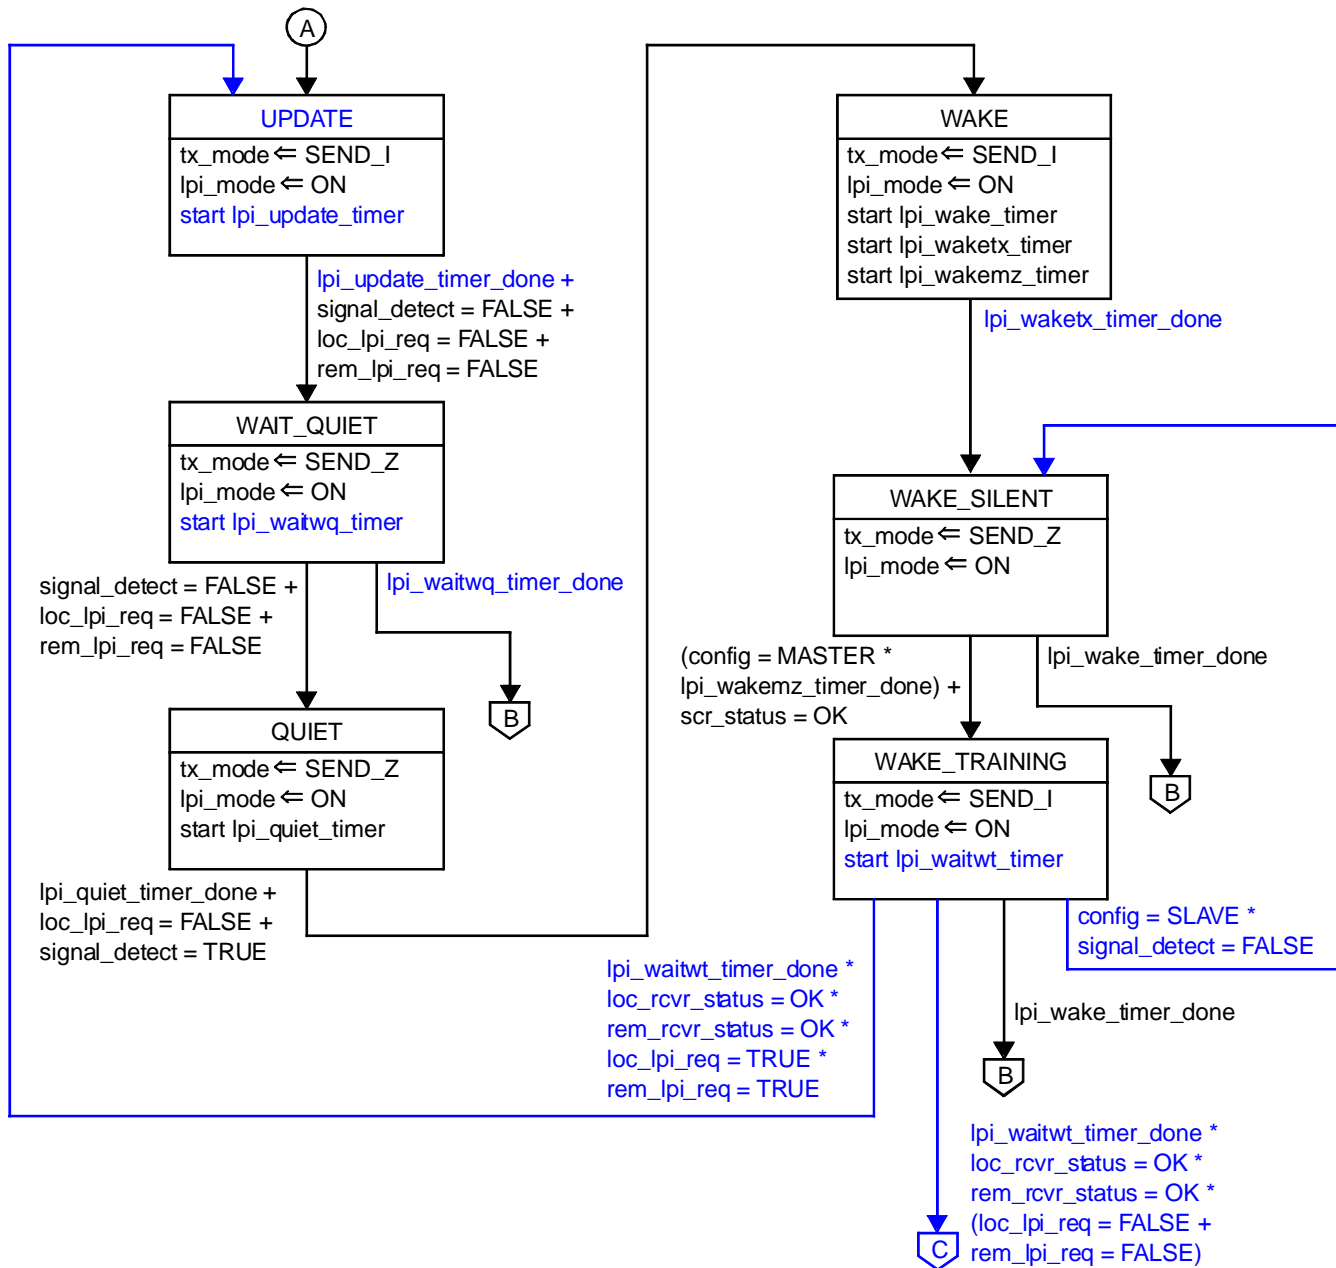 A
UPDATE
tx_mode ⇐ SEND_I
lpi_mode ⇐ ON
start lpi_update_timer
lpi_update_timer_done +
signal_detect = FALSE +
loc_lpi_req = FALSE +
rem_lpi_req = FALSE
WAIT_QUIET
tx_mode ⇐ SEND_Z
lpi_mode ⇐ ON
start lpi_waitwq_timer
signal_detect = FALSE +
loc_lpi_req = FALSE +
rem_lpi_req = FALSE
lpi_waitwq_timer_done
B
QUIET
tx_mode ⇐ SEND_Z
lpi_mode ⇐ ON
start lpi_quiet_timer
lpi_quiet_timer_done +
loc_lpi_req = FALSE +
signal_detect = TRUE
WAKE
tx_mode ⇐ SEND_I
lpi_mode ⇐ ON
start lpi_wake_timer
start lpi_waketx_timer
start lpi_wakemz_timer
lpi_waketx_timer_done
WAKE_SILENT
tx_mode ⇐ SEND_Z
lpi_mode ⇐ ON
(config = MASTER *
lpi_wakemz_timer_done) +
scr_status = OK
lpi_wake_timer_done
B
WAKE_TRAINING
tx_mode ⇐ SEND_I
lpi_mode ⇐ ON
start lpi_waitwt_timer
config = SLAVE *
signal_detect = FALSE
lpi_waitwt_timer_done *
loc_rcvr_status = OK *
rem_rcvr_status = OK *
loc_lpi_req = TRUE *
rem_lpi_req = TRUE
lpi_wake_timer_done
B
lpi_waitwt_timer_done *
loc_rcvr_status = OK *
rem_rcvr_status = OK *
(loc_lpi_req = FALSE +
rem_lpi_req = FALSE)
C